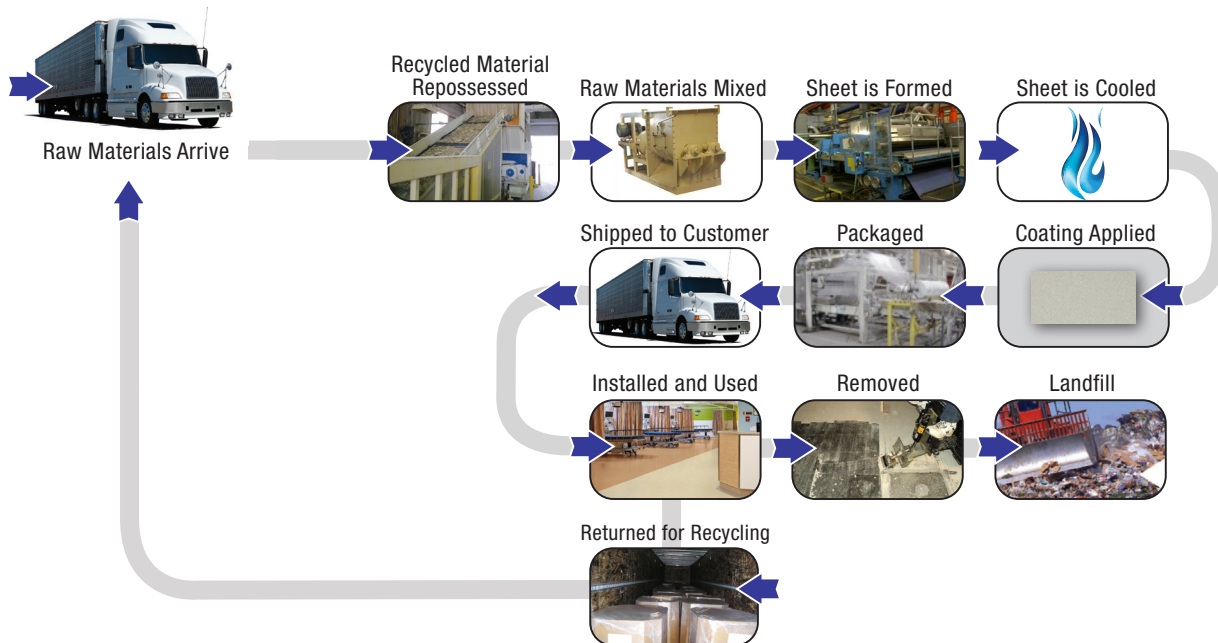 Raw Materials Arrive
Recycled Material
Repossessed
Raw Materials Mixed
Sheet is Formed
Sheet is Cooled
Shipped to Customer
Packaged
Coating Applied
Installed and Used
Removed
Landfill
Returned for Recycling